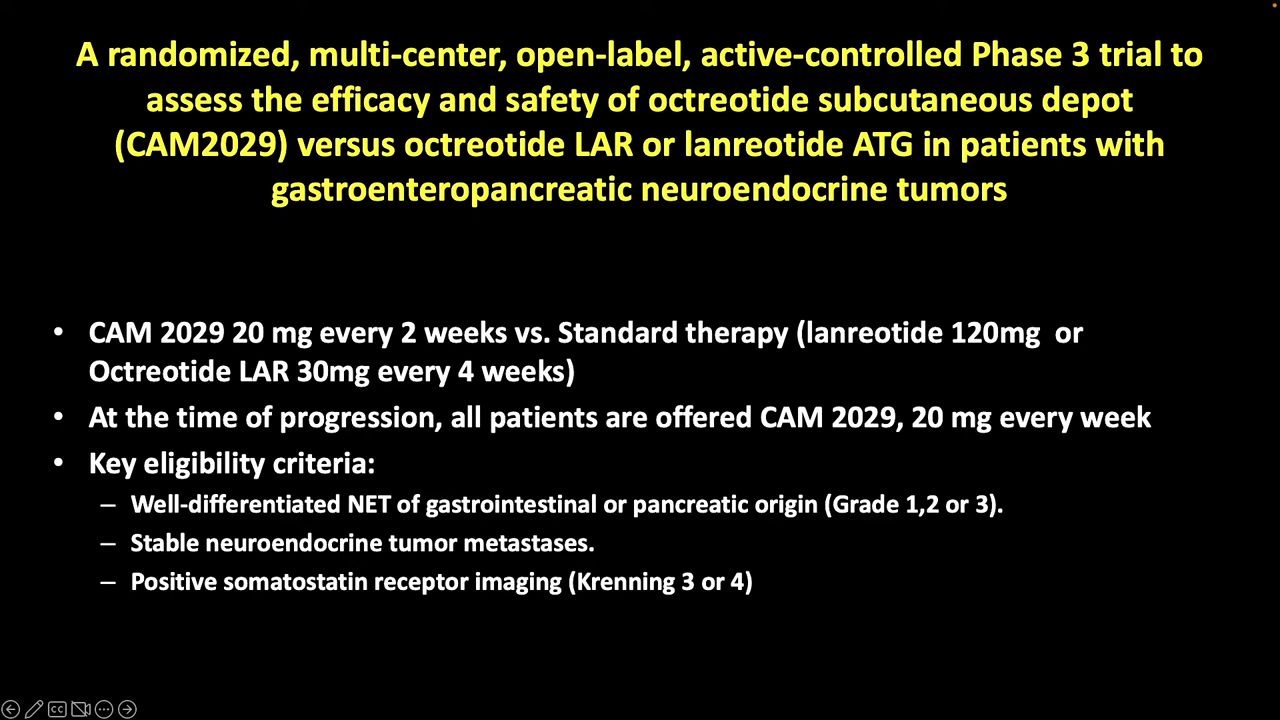 A randomized, multi-center, open-label, active-controlled Phase 3 trial to
assess the efficacy and safety of octreotide subcutaneous depot
(CAM2029) versus octreotide LAR or lanreotide ATG in patients with
gastroenteropancreatic neuroendocrine tumors
• CAM 2029 20 mg every 2 weeks vs. Standard therapy (lanreotide 120mg  or
Octreotide LAR 30mg every 4 weeks)
• At the time of progression, all patients are offered CAM 2029, 20 mg every week
• Key eligibility criteria:
– Well-differentiated NET of gastrointestinal or pancreatic origin (Grade 1,2 or 3).
– Stable neuroendocrine tumor metastases.
– Positive somatostatin receptor imaging (Krenning 3 or 4)
CC